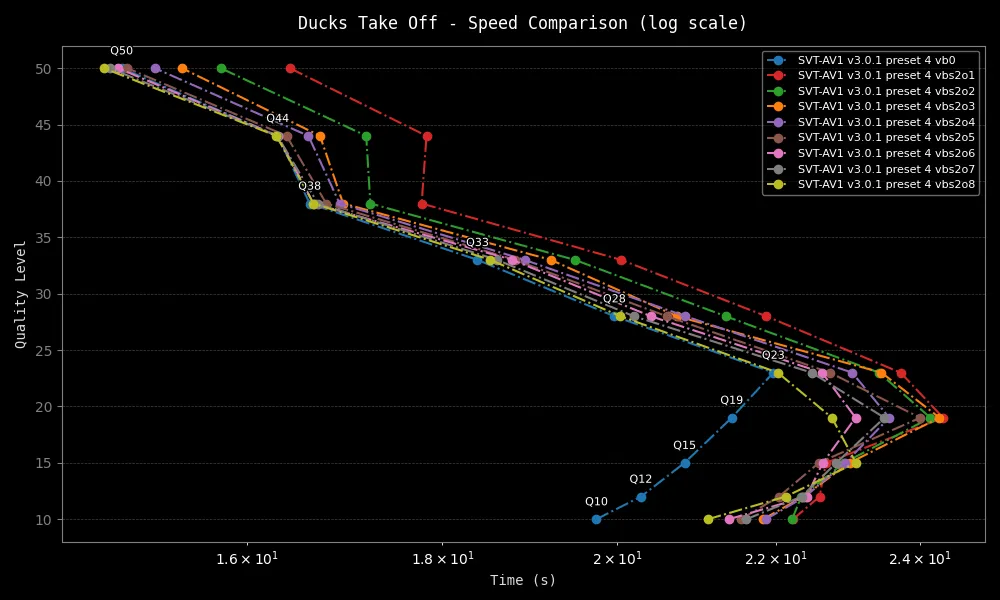 Ducks Take Off - Speed Comparison (log scale)
SVT-AV1 v3.0.1 preset 4 vb0
SVT-AV1 v3.0.1 preset 4 vbs2o1
SVT-AV1 v3.0.1 preset 4 vbs2o2
SVT-AV1 v3.0.1 preset 4 vbs2o3
SVT-AV1 v3.0.1 preset 4 vbs2o4
SVT-AV1 v3.0.1 preset 4 vbs2o5
SVT-AV1 v3.0.1 preset 4 vbs2o6
SVT-AV1 v3.0.1 preset 4 vbs2o7
SVT-AV1 v3.0.1 preset 4 vbs2o8
Quality Level
50
45
40
35
30
25
20
15
10
Q50
Q44
Q38
Q33
Q28
Q23
Q19
Q15
Q12
Q10
1.6 × 10¹
1.8 × 10¹
2 × 10¹
2.2 × 10¹
2.4 × 10¹
Time (s)